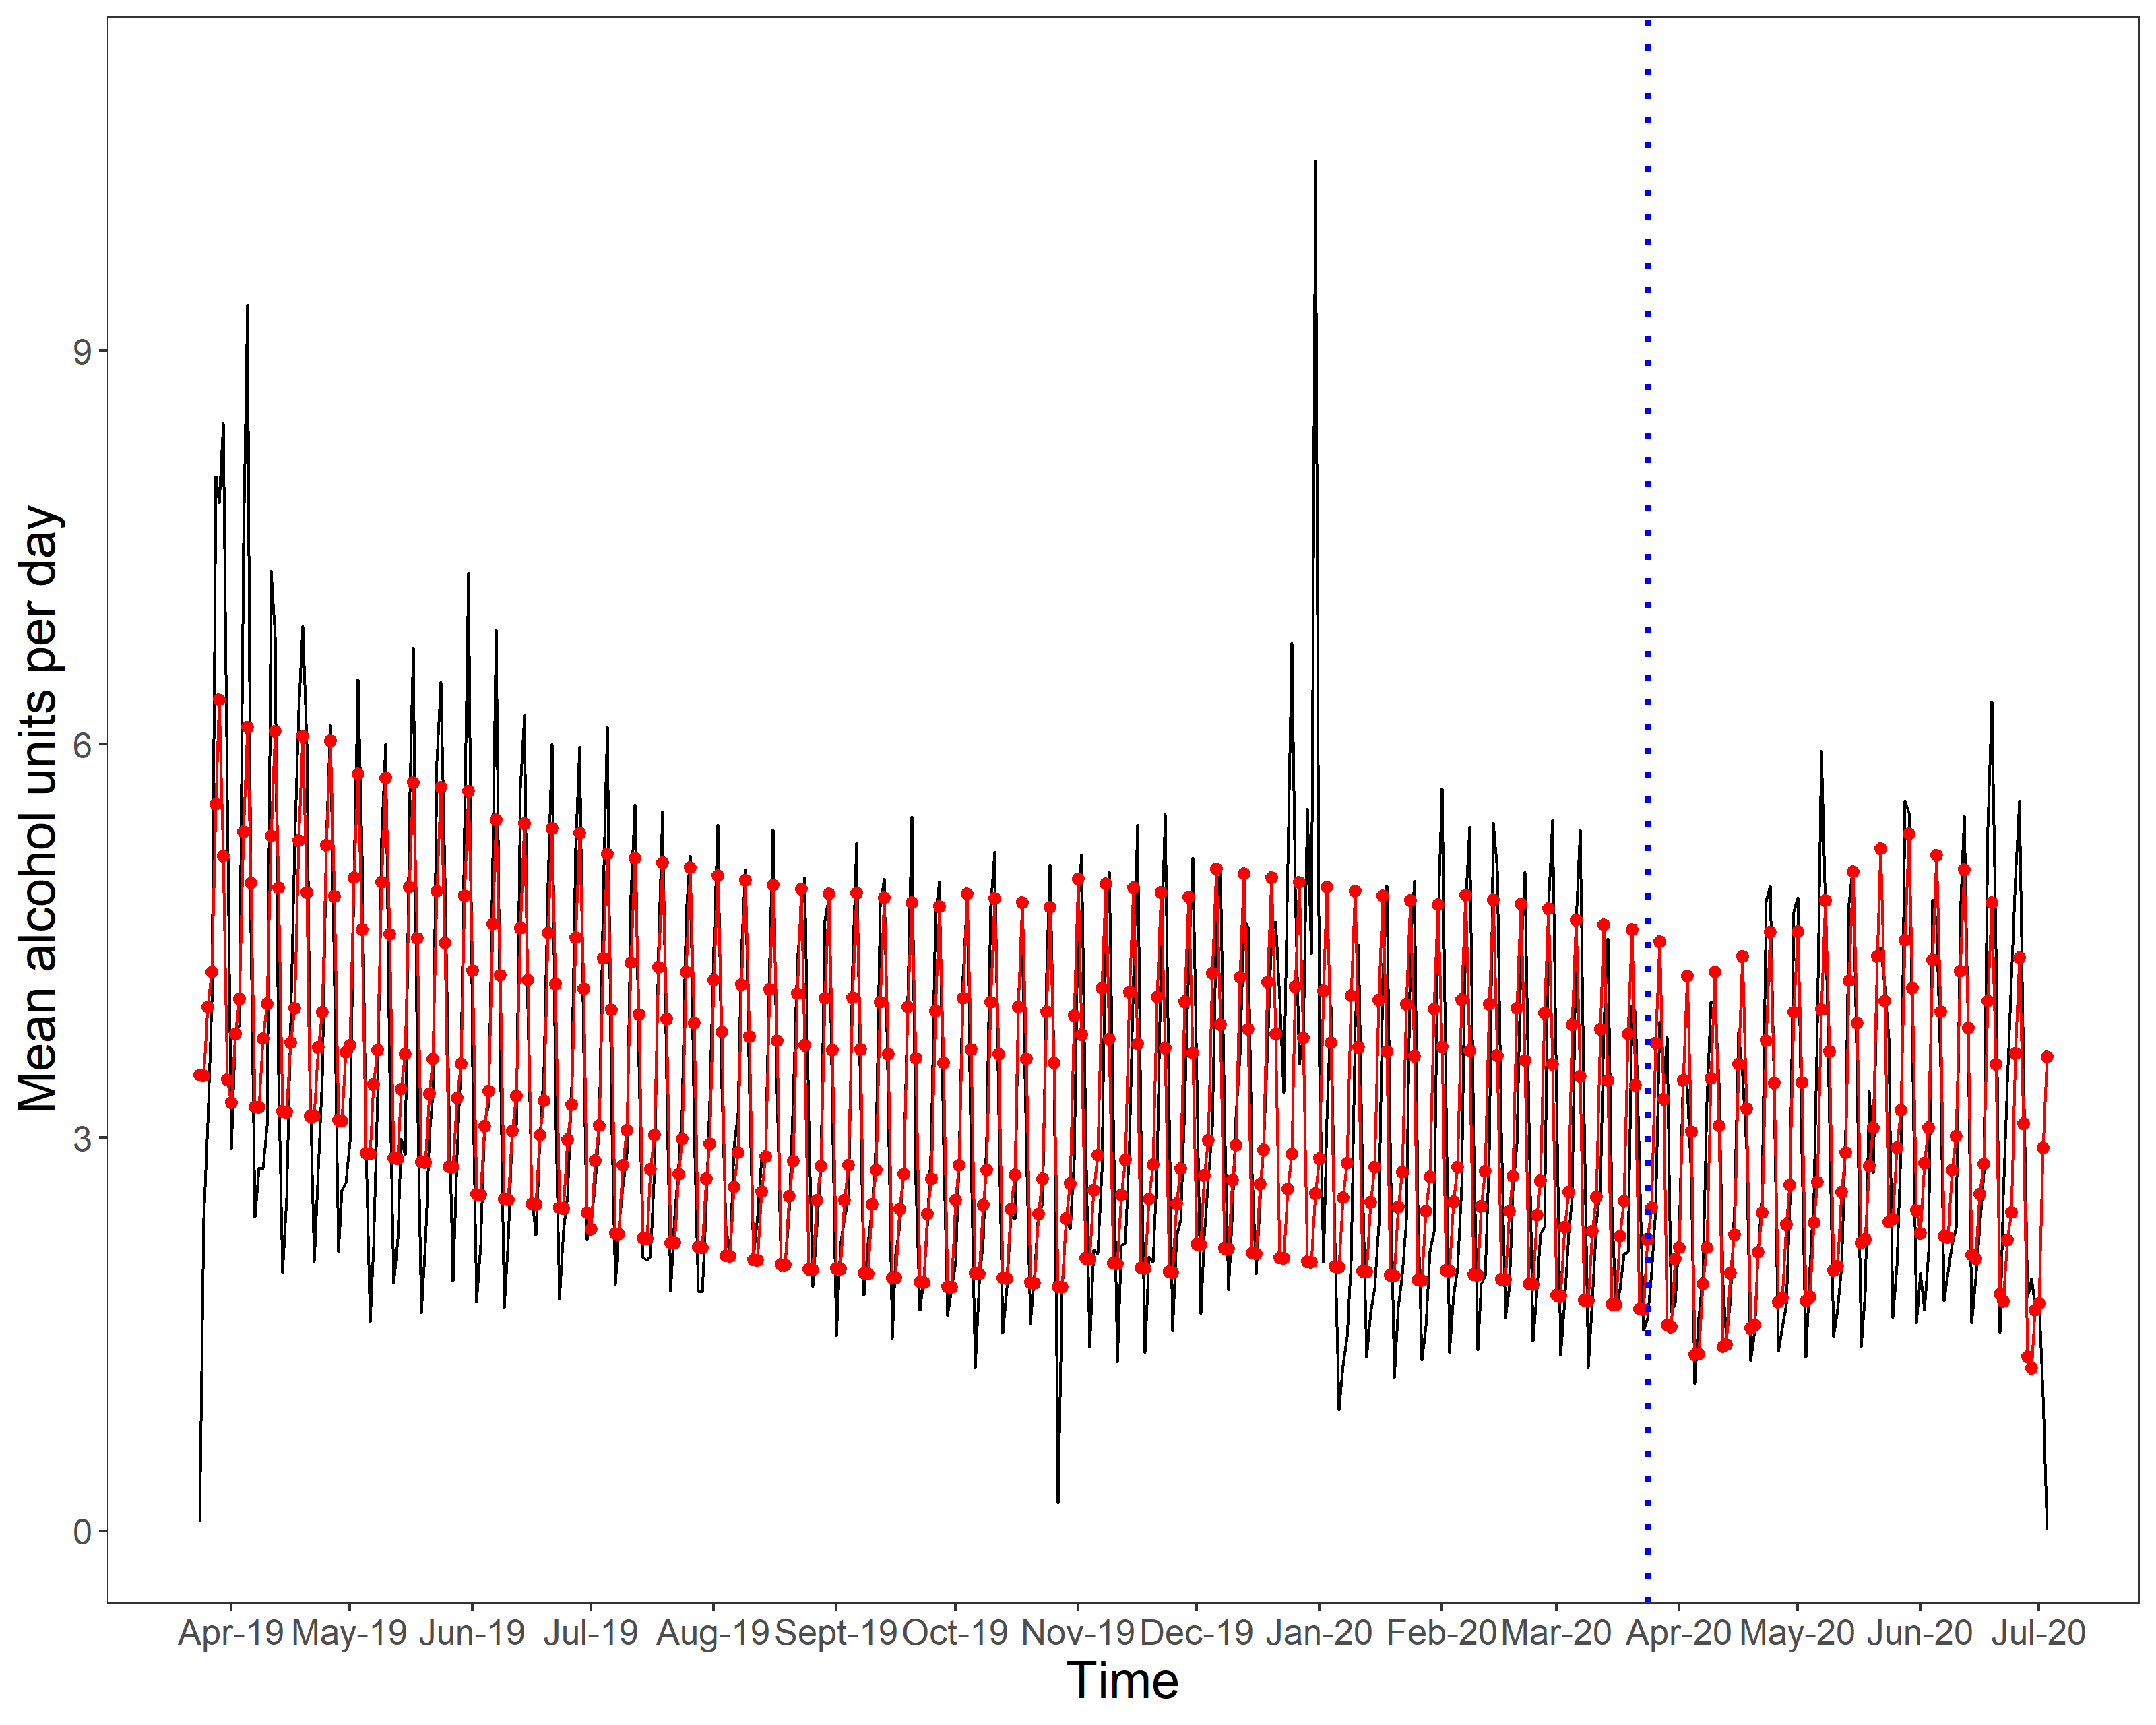 Mean alcohol units per day
9
6
3
0
Apr-19 May-19 Jun-19 Jul-19 Aug-19 Sept-19 Oct-19 Nov-19 Dec-19 Jan-20 Feb-20 Mar-20 Apr-20 May-20 Jun-20 Jul-20
Time